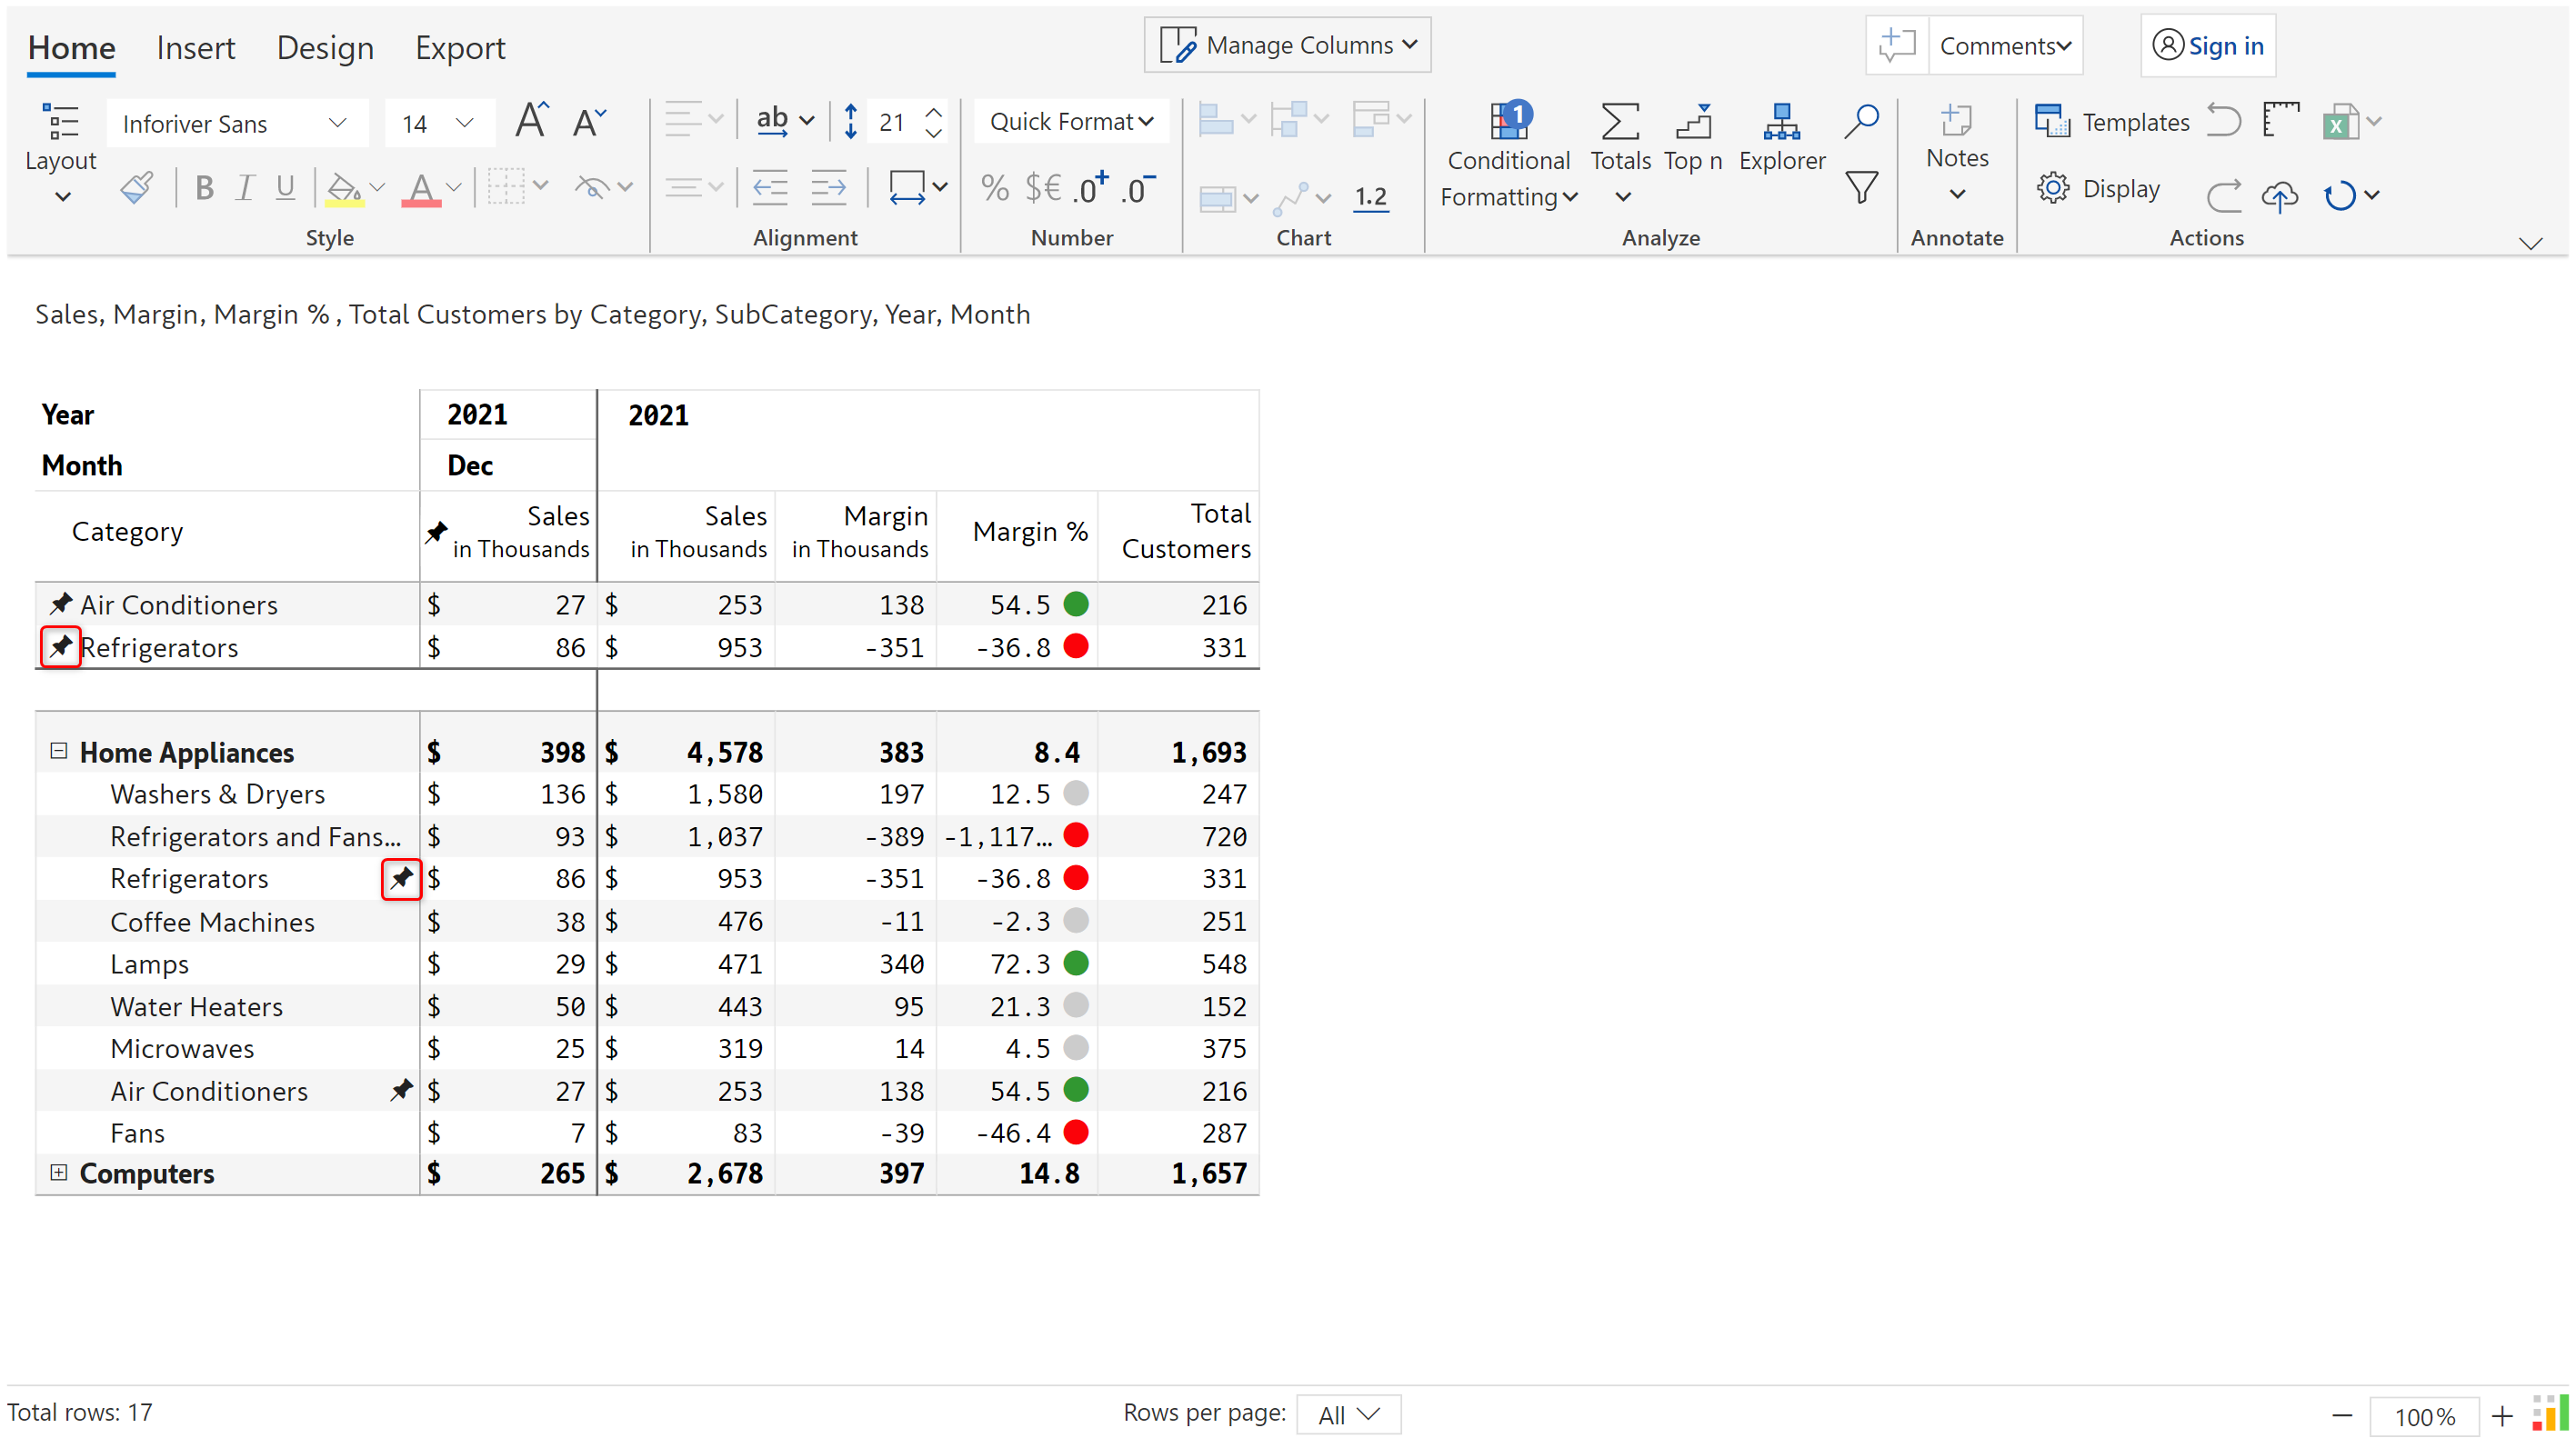 Home Insert Design Export Manage Columns Comments Sign in
Layout Inforiver Sans 14 A A ab 21 Quick Format 1 Conditional Formatting Totals Top n Explorer Notes Templates X
B I U A % $€ .0+ .0- 1.2 Display
Style Alignment Number Chart Analyze Annotate Actions
Sales, Margin, Margin % , Total Customers by Category, SubCategory, Year, Month
Year 2021 2021
Month Dec
Category Sales in Thousands Sales in Thousands Margin in Thousands Margin % Total Customers
Air Conditioners $ 27 $ 253 138 54.5 216
Refrigerators $ 86 $ 953 -351 -36.8 331
Home Appliances $ 398 $ 4,578 383 8.4 1,693
Washers & Dryers $ 136 $ 1,580 197 12.5 247
Refrigerators and Fans... $ 93 $ 1,037 -389 -1,117... 720
Refrigerators $ 86 $ 953 -351 -36.8 331
Coffee Machines $ 38 $ 476 -11 -2.3 251
Lamps $ 29 $ 471 340 72.3 548
Water Heaters $ 50 $ 443 95 21.3 152
Microwaves $ 25 $ 319 14 4.5 375
Air Conditioners $ 27 $ 253 138 54.5 216
Fans $ 7 $ 83 -39 -46.4 287
Computers $ 265 $ 2,678 397 14.8 1,657
Total rows: 17 Rows per page: All 100%